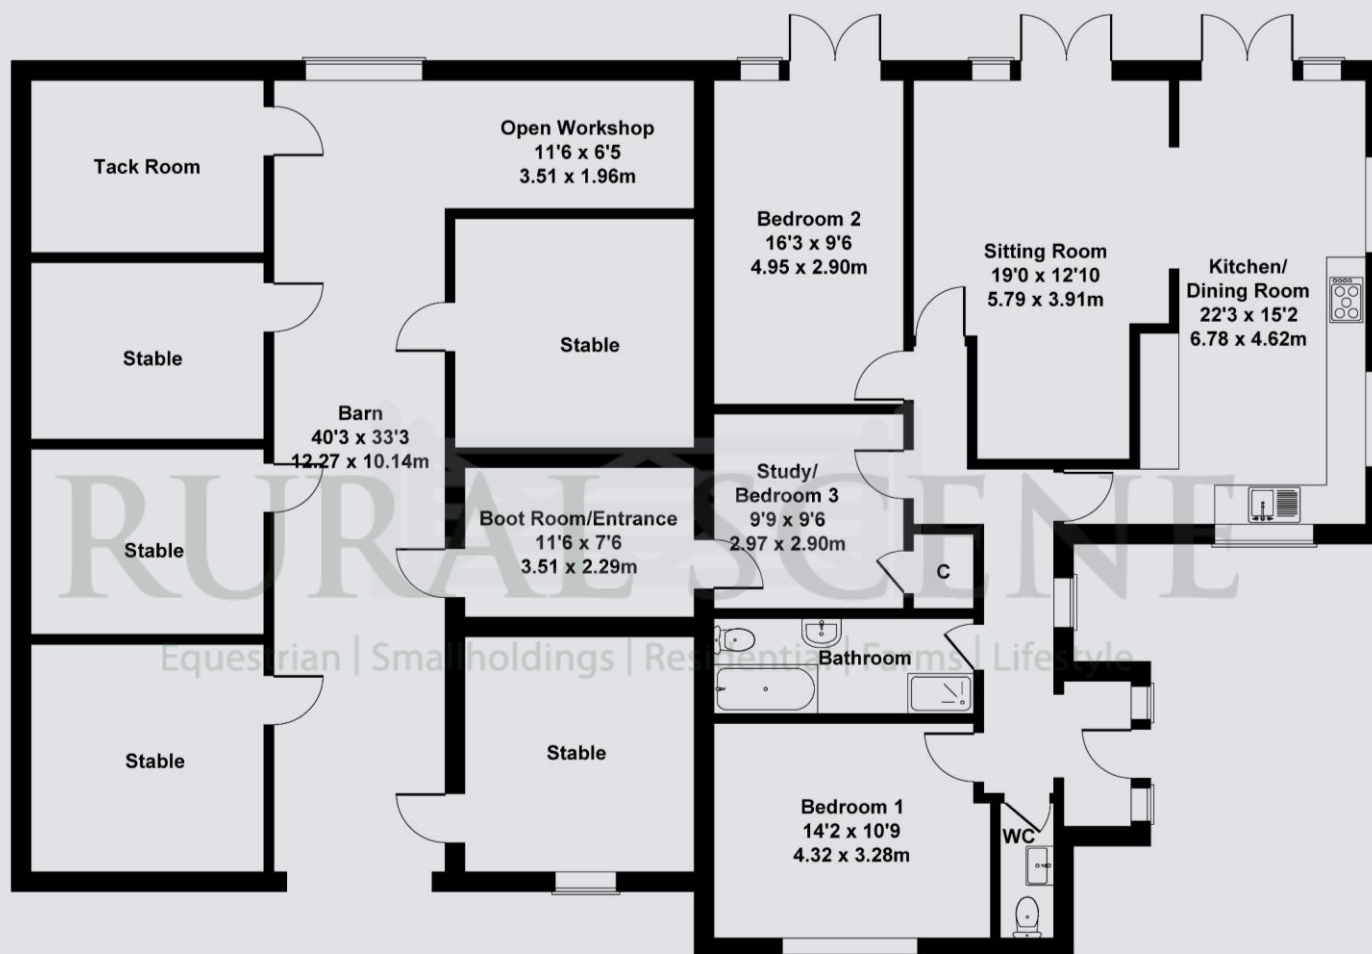 Tack Room
Open Workshop
11'6 x 6'5
3.51 x 1.96m
Bedroom 2
16'3 x 9'6
4.95 x 2.90m
Sitting Room
19'0 x 12'10
5.79 x 3.91m
Kitchen/
Dining Room
22'3 x 15'2
6.78 x 4.62m
Stable
Stable
Barn
40'3 x 33'3
12.27 x 10.14m
Study/
Bedroom 3
9'9 x 9'6
2.97 x 2.90m
Boot Room/Entrance
11'6 x 7'6
3.51 x 2.29m
Stable
C
RURAL SCENE
Equestrian | Smallholdings | Residential | Farms | Lifestyle
Bathroom
Stable
Stable
Bedroom 1
14'2 x 10'9
4.32 x 3.28m
WC